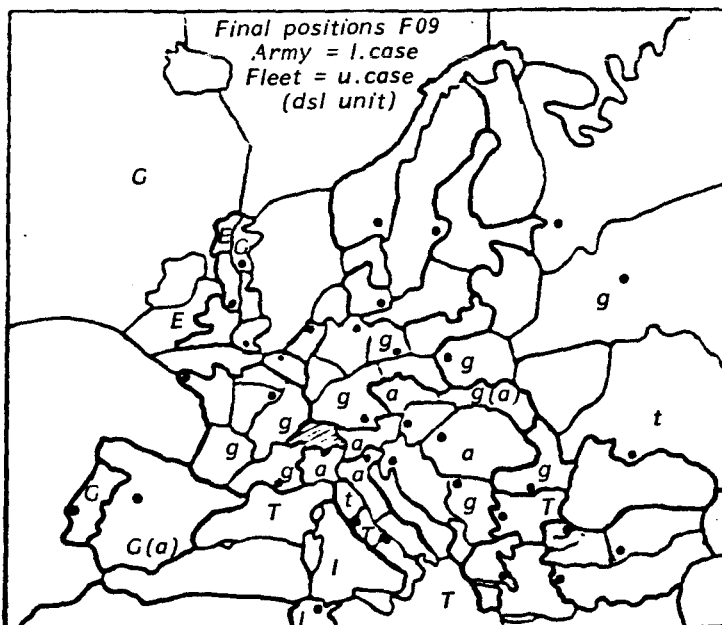 Final positions F09
Army = l.case
Fleet = u.case
(dsl unit)
G
E G
g
E
g
g
g a g(a)
g t
g a a
g a a g
G t g T
T T
G(a)
I T
I